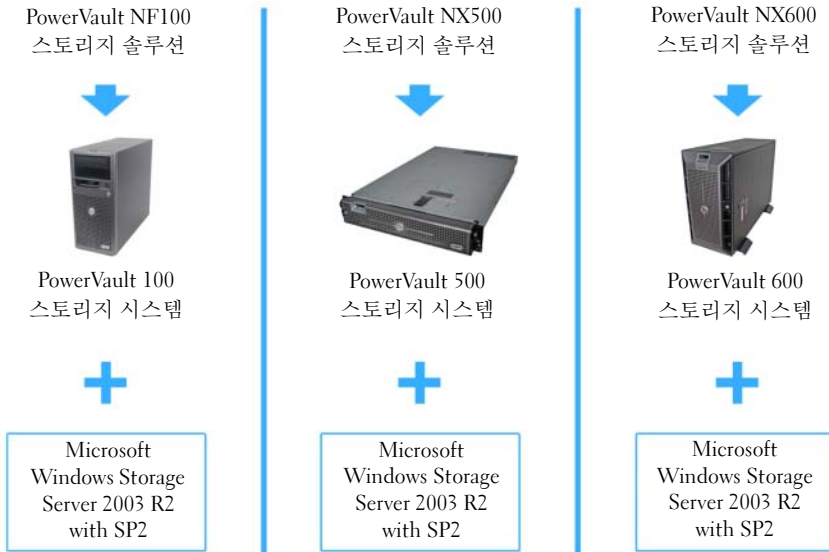 PowerVault NF100
스토리지 솔루션
PowerVault 100
스토리지 시스템
Microsoft
Windows Storage
Server 2003 R2
with SP2
PowerVault NX500
스토리지 솔루션
PowerVault 500
스토리지 시스템
Microsoft
Windows Storage
Server 2003 R2
with SP2
PowerVault NX600
스토리지 솔루션
PowerVault 600
스토리지 시스템
Microsoft
Windows Storage
Server 2003 R2
with SP2